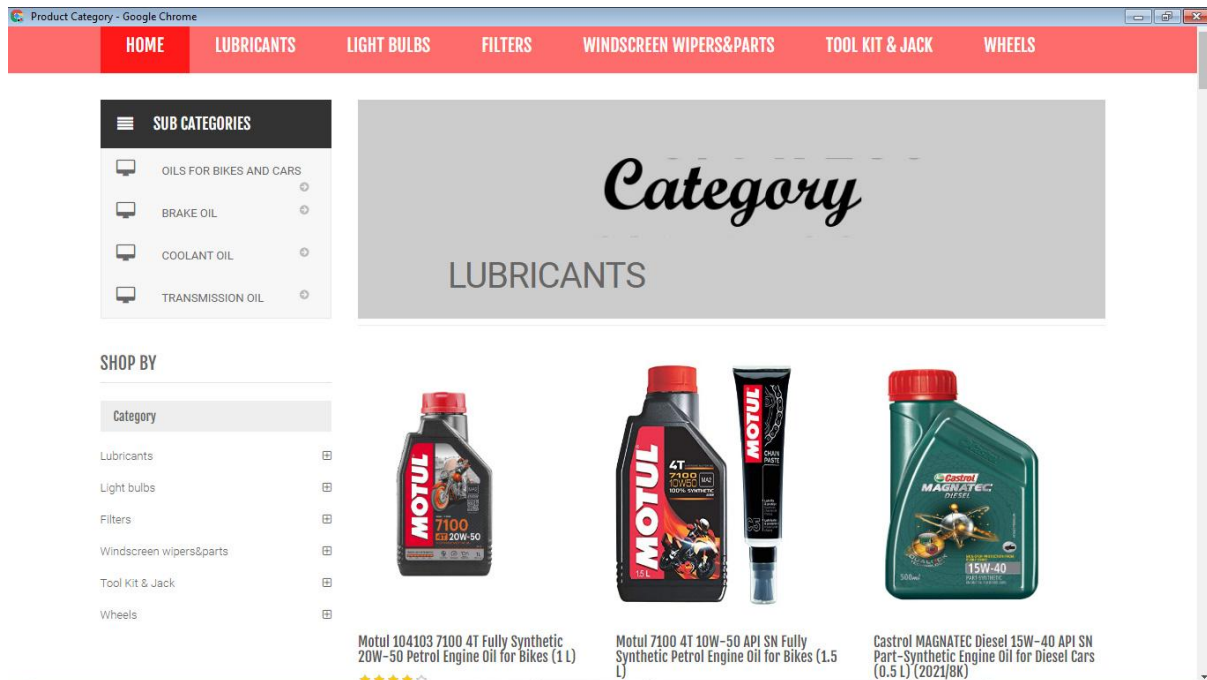 Product Category - Google Chrome
HOME LUBRICANTS LIGHT BULBS FILTERS WINDSCREEN WIPERS&PARTS TOOL KIT & JACK WHEELS
SUB CATEGORIES
OILS FOR BIKES AND CARS
BRAKE OIL
COOLANT OIL
TRANSMISSION OIL
Category
LUBRICANTS
SHOP BY
Category
Lubricants
Light bulbs
Filters
Windscreen wipers&parts
Tool Kit & Jack
Wheels
MOTUL
7100
4T 20W-50
MOTUL
4T
7100
10W50 MA2
100% SYNTHETIC
1.5 L
MOTUL
CHAIN
PASTE
Castrol
MAGNATEC
DIESEL
15W-40
PART-SYNTHETIC
500ml
Motul 104103 7100 4T Fully Synthetic
20W-50 Petrol Engine Oil for Bikes (1 L)
Motul 7100 4T 10W-50 API SN Fully
Synthetic Petrol Engine Oil for Bikes (1.5
L)
Castrol MAGNATEC Diesel 15W-40 API SN
Part-Synthetic Engine Oil for Diesel Cars
(0.5 L) (2021/8K)